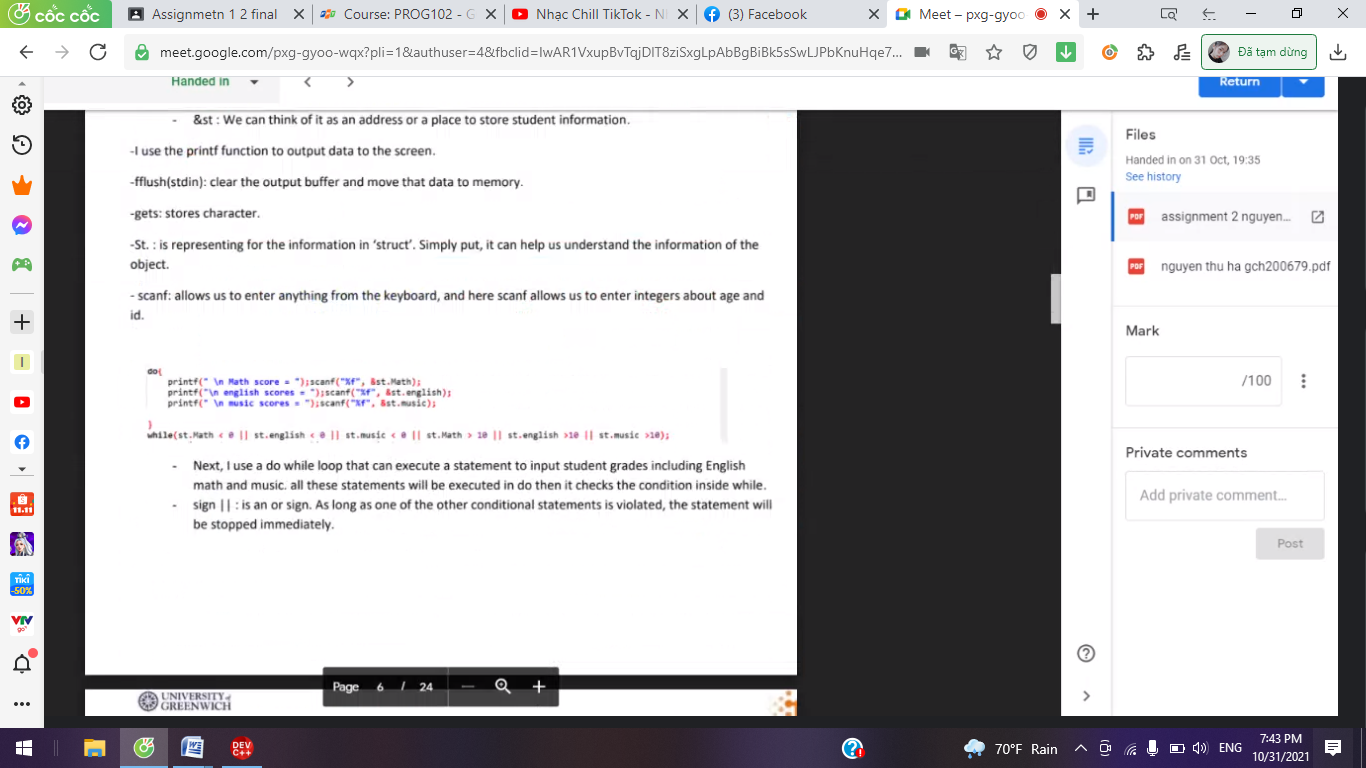 cốc cốc
Assignmetn 1 2 final
Course: PROG102 - G
Nhạc Chill TikTok - N
(3) Facebook
Meet – pxg-gyoo
meet.google.com/pxg-gyoo-wqx?pli=1&authuser=4&fbclid=IwAR1VxupBvTqjDlT8ziSxgLpAbBgBiBk5sSwLJPbKnuHqe7...
Đã tạm dừng
Handed in
Return
- &st : We can think of it as an address or a place to store student information.
-I use the printf function to output data to the screen.
-fflush(stdin): clear the output buffer and move that data to memory.
-gets: stores character.
-St. : is representing for the information in ‘struct’. Simply put, it can help us understand the information of the
object.
- scanf: allows us to enter anything from the keyboard, and here scanf allows us to enter integers about age and
id.
do{
printf(" \n Math score = ");scanf("%f", &st.Math);
printf("\n english scores = ");scanf("%f", &st.english);
printf(" \n music scores = ");scanf("%f", &st.music);
}
while(st.Math < 0 || st.english < 0 || st.music < 0 || st.Math > 10 || st.english >10 || st.music >10);
- Next, I use a do while loop that can execute a statement to input student grades including English
math and music. all these statements will be executed in do then it checks the condition inside while.
- sign || : is an or sign. As long as one of the other conditional statements is violated, the statement will
be stopped immediately.
Page 6 / 24
UNIVERSITY of
GREENWICH
Files
Handed in on 31 Oct, 19:35
See history
PDF
assignment 2 nguyen...
PDF
nguyen thu ha gch200679.pdf
Mark
/100
Private comments
Add private comment...
Post
11.11
TIKI
-50%
VTV
go
W
DEV
C++
70°F Rain
ENG
7:43 PM
10/31/2021